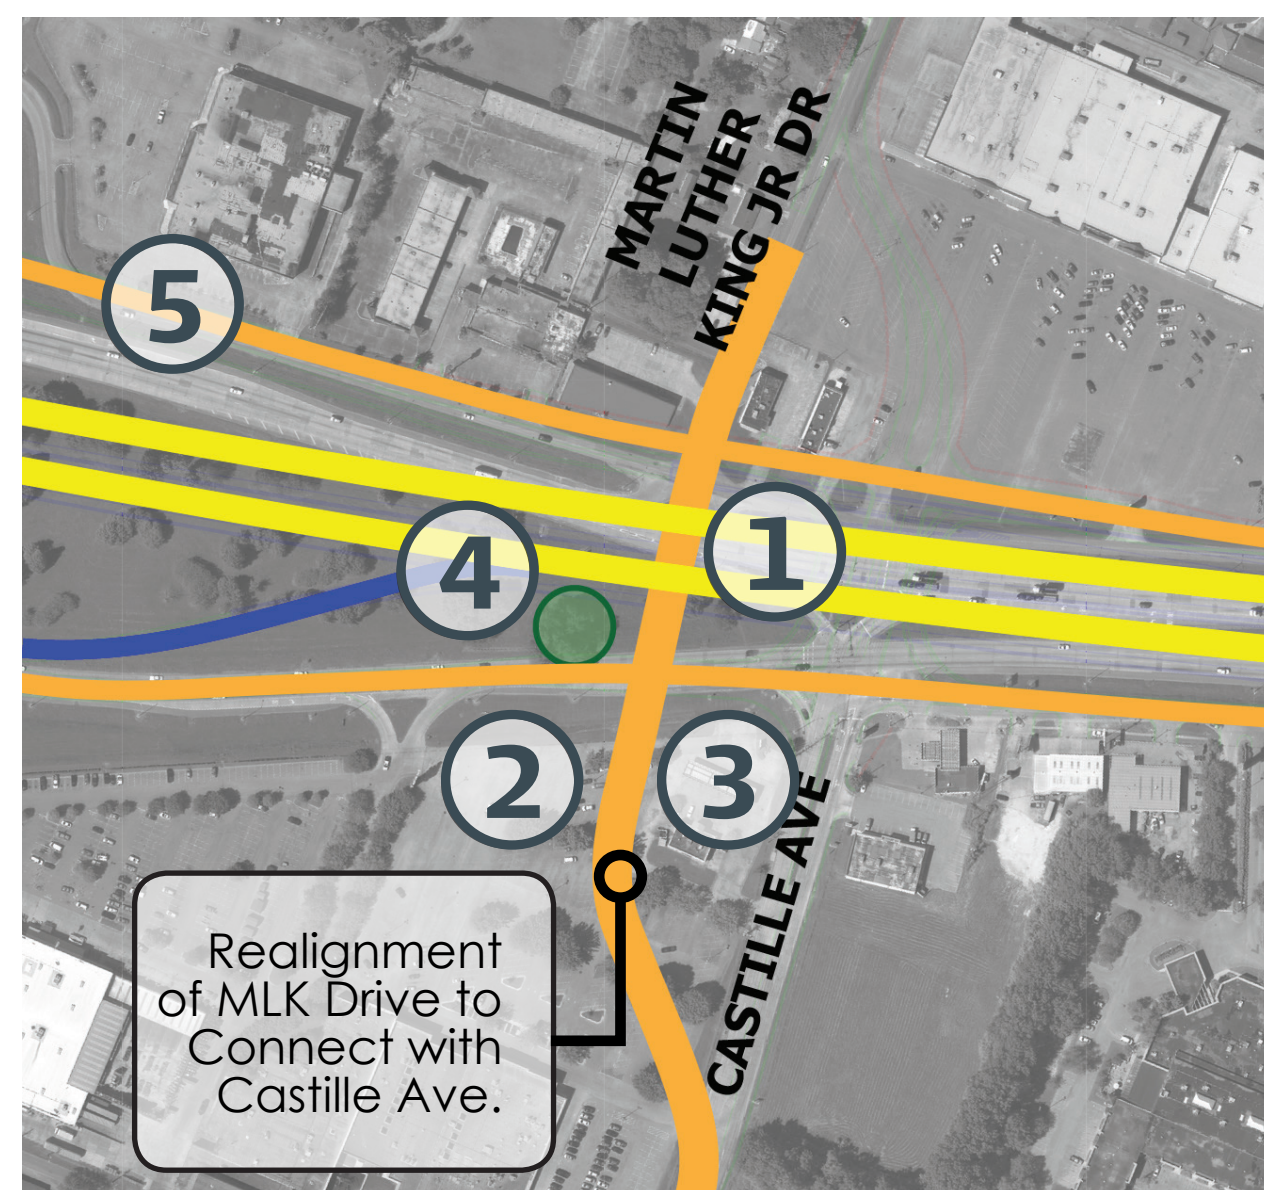 MARTIN
LUTHER
KING JR DR
5
4
1
2
3
CASTILLE AVE
Realignment
of MLK Drive to
Connect with
Castille Ave.